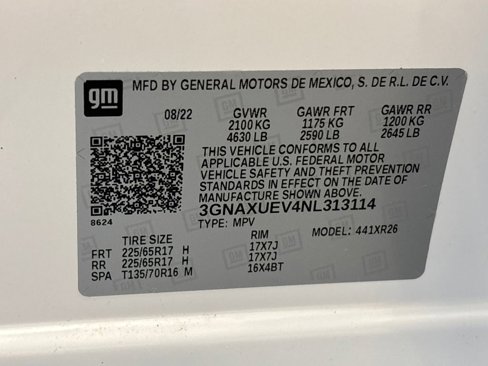 gm
MFD BY GENERAL MOTORS DE MEXICO, S. DE R.L. DE C.V.
08/22 GVWR GAWR FRT GAWR RR
2100 KG 1175 KG 1200 KG
4630 LB 2590 LB 2645 LB
THIS VEHICLE CONFORMS TO ALL
APPLICABLE U.S. FEDERAL MOTOR
VEHICLE SAFETY AND THEFT PREVENTION
STANDARDS IN EFFECT ON THE DATE OF
MANUFACTURE SHOWN ABOVE.
3GNAXUEV4NL313114
8624
TYPE: MPV MODEL: 441XR26
TIRE SIZE RIM
FRT 225/65R17 H 17X7J
RR 225/65R17 H 17X7J
SPA T135/70R16 M 16X4BT